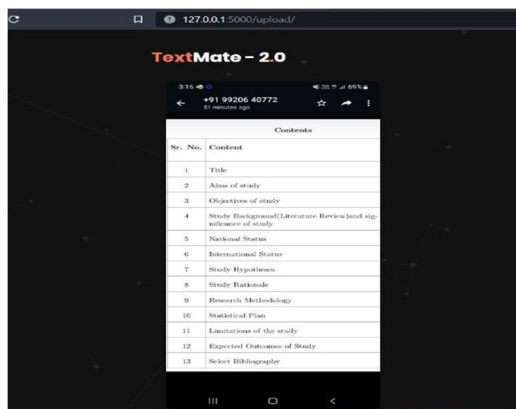 127.0.0.1:5000/upload/
TextMate - 2.0
3:16 69%
+91 99206 40772
51 minutes ago
Contents
Sr. No. Content
1 Title
2 Aims of study
3 Objectives of study
4 Study Background(Literature Review)and sig-
nificance of study
5 National Status
6 International Status
7 Study Hypotheses
8 Study Rationale
9 Research Methodology
10 Statistical Plan
11 Limitations of the study
12 Expected Outcomes of Study
13 Select Bibliography